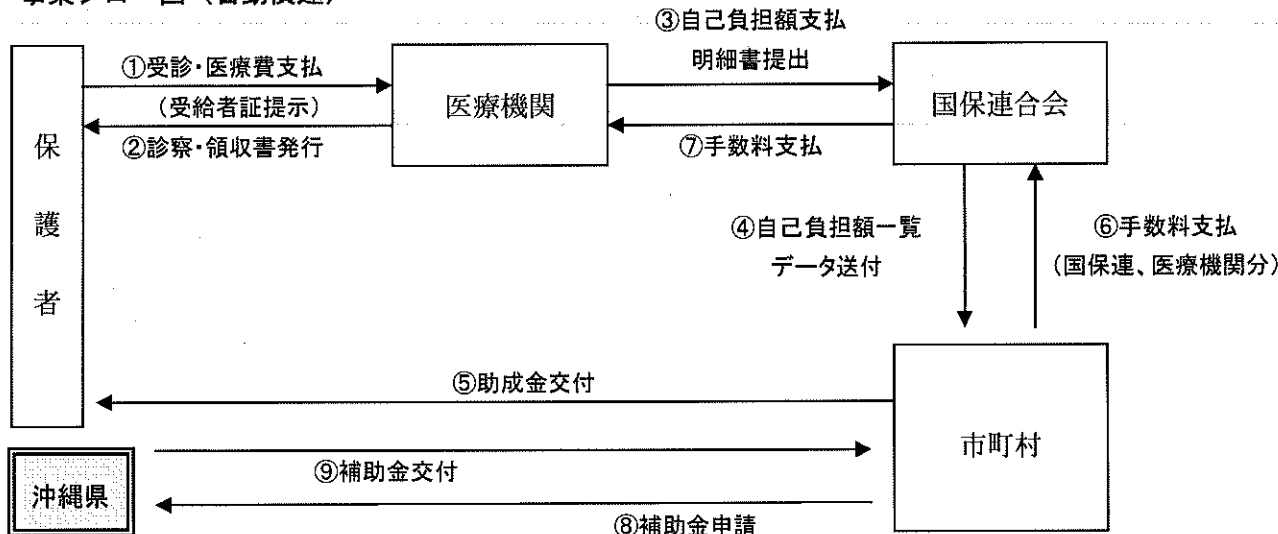 ③自己負担額支払
明細書提出
①受診・医療費支払
(受給者証提示)
②診察・領収書発行
保護者
医療機関
国保連合会
⑦手数料支払
④自己負担額一覧
データ送付
⑥手数料支払
(国保連、医療機関分)
⑤助成金交付
市町村
⑨補助金交付
沖縄県
⑧補助金申請